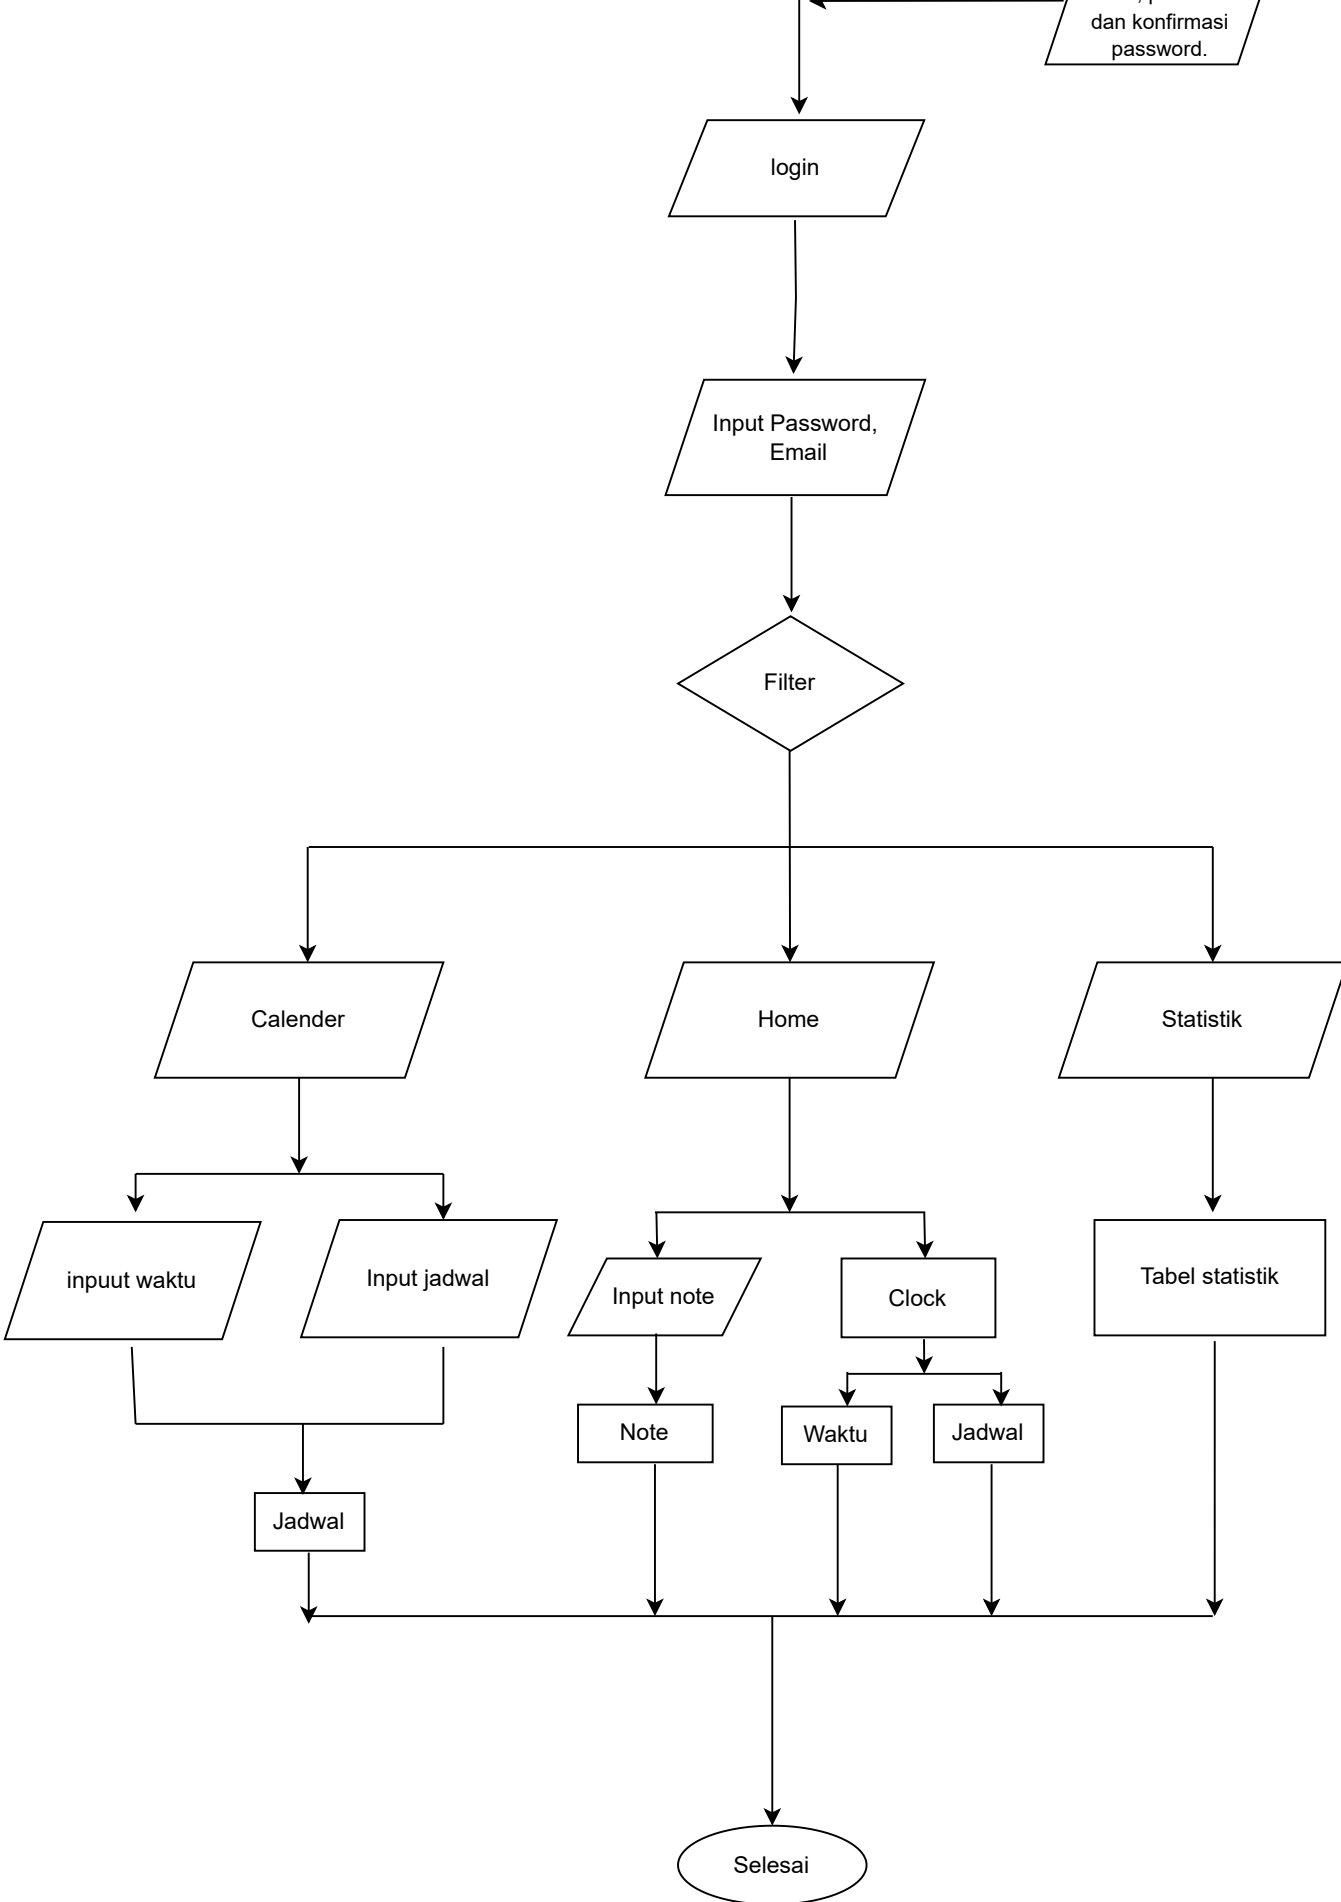 dan konfirmasi
password.
login
Input Password,
Email
Filter
Calender
Home
Statistik
inpuut waktu
Input jadwal
Input note
Clock
Tabel statistik
Note
Waktu
Jadwal
Jadwal
Selesai